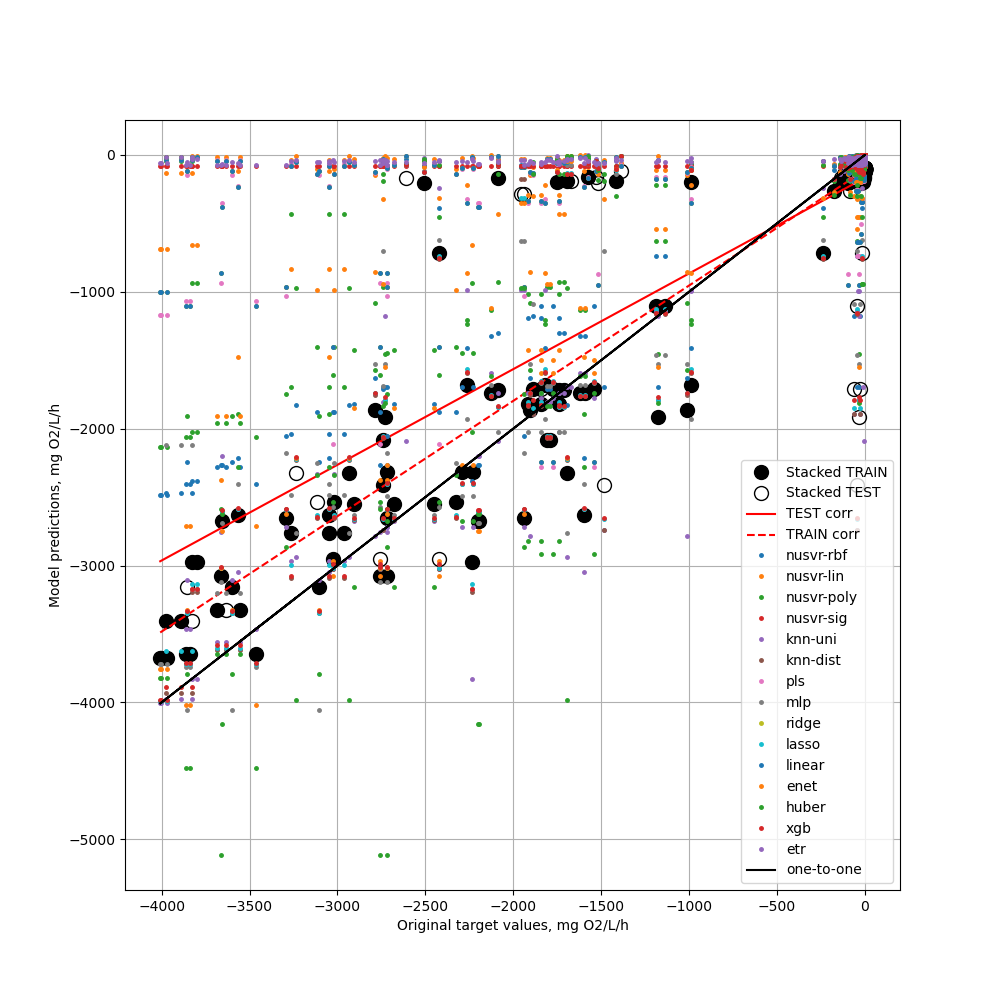 0
−1000
−2000
−3000
−4000
−5000
Model predictions, mg O2/L/h
−4000
−3500
−3000
−2500
−2000
−1500
−1000
−500
0
Original target values, mg O2/L/h
Stacked TRAIN
Stacked TEST
TEST corr
TRAIN corr
nusvr-rbf
nusvr-lin
nusvr-poly
nusvr-sig
knn-uni
knn-dist
pls
mlp
ridge
lasso
linear
enet
huber
xgb
etr
one-to-one